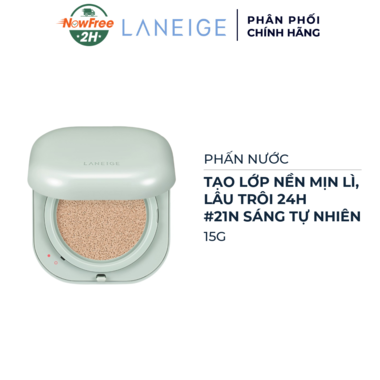 NowFree
2H
LANEIGE
PHÂN PHỐI
CHÍNH HÃNG
LANEIGE
PHẤN NƯỚC
TẠO LỚP NỀN MỊN LÌ,
LÂU TRÔI 24H
#21N SÁNG TỰ NHIÊN
15G